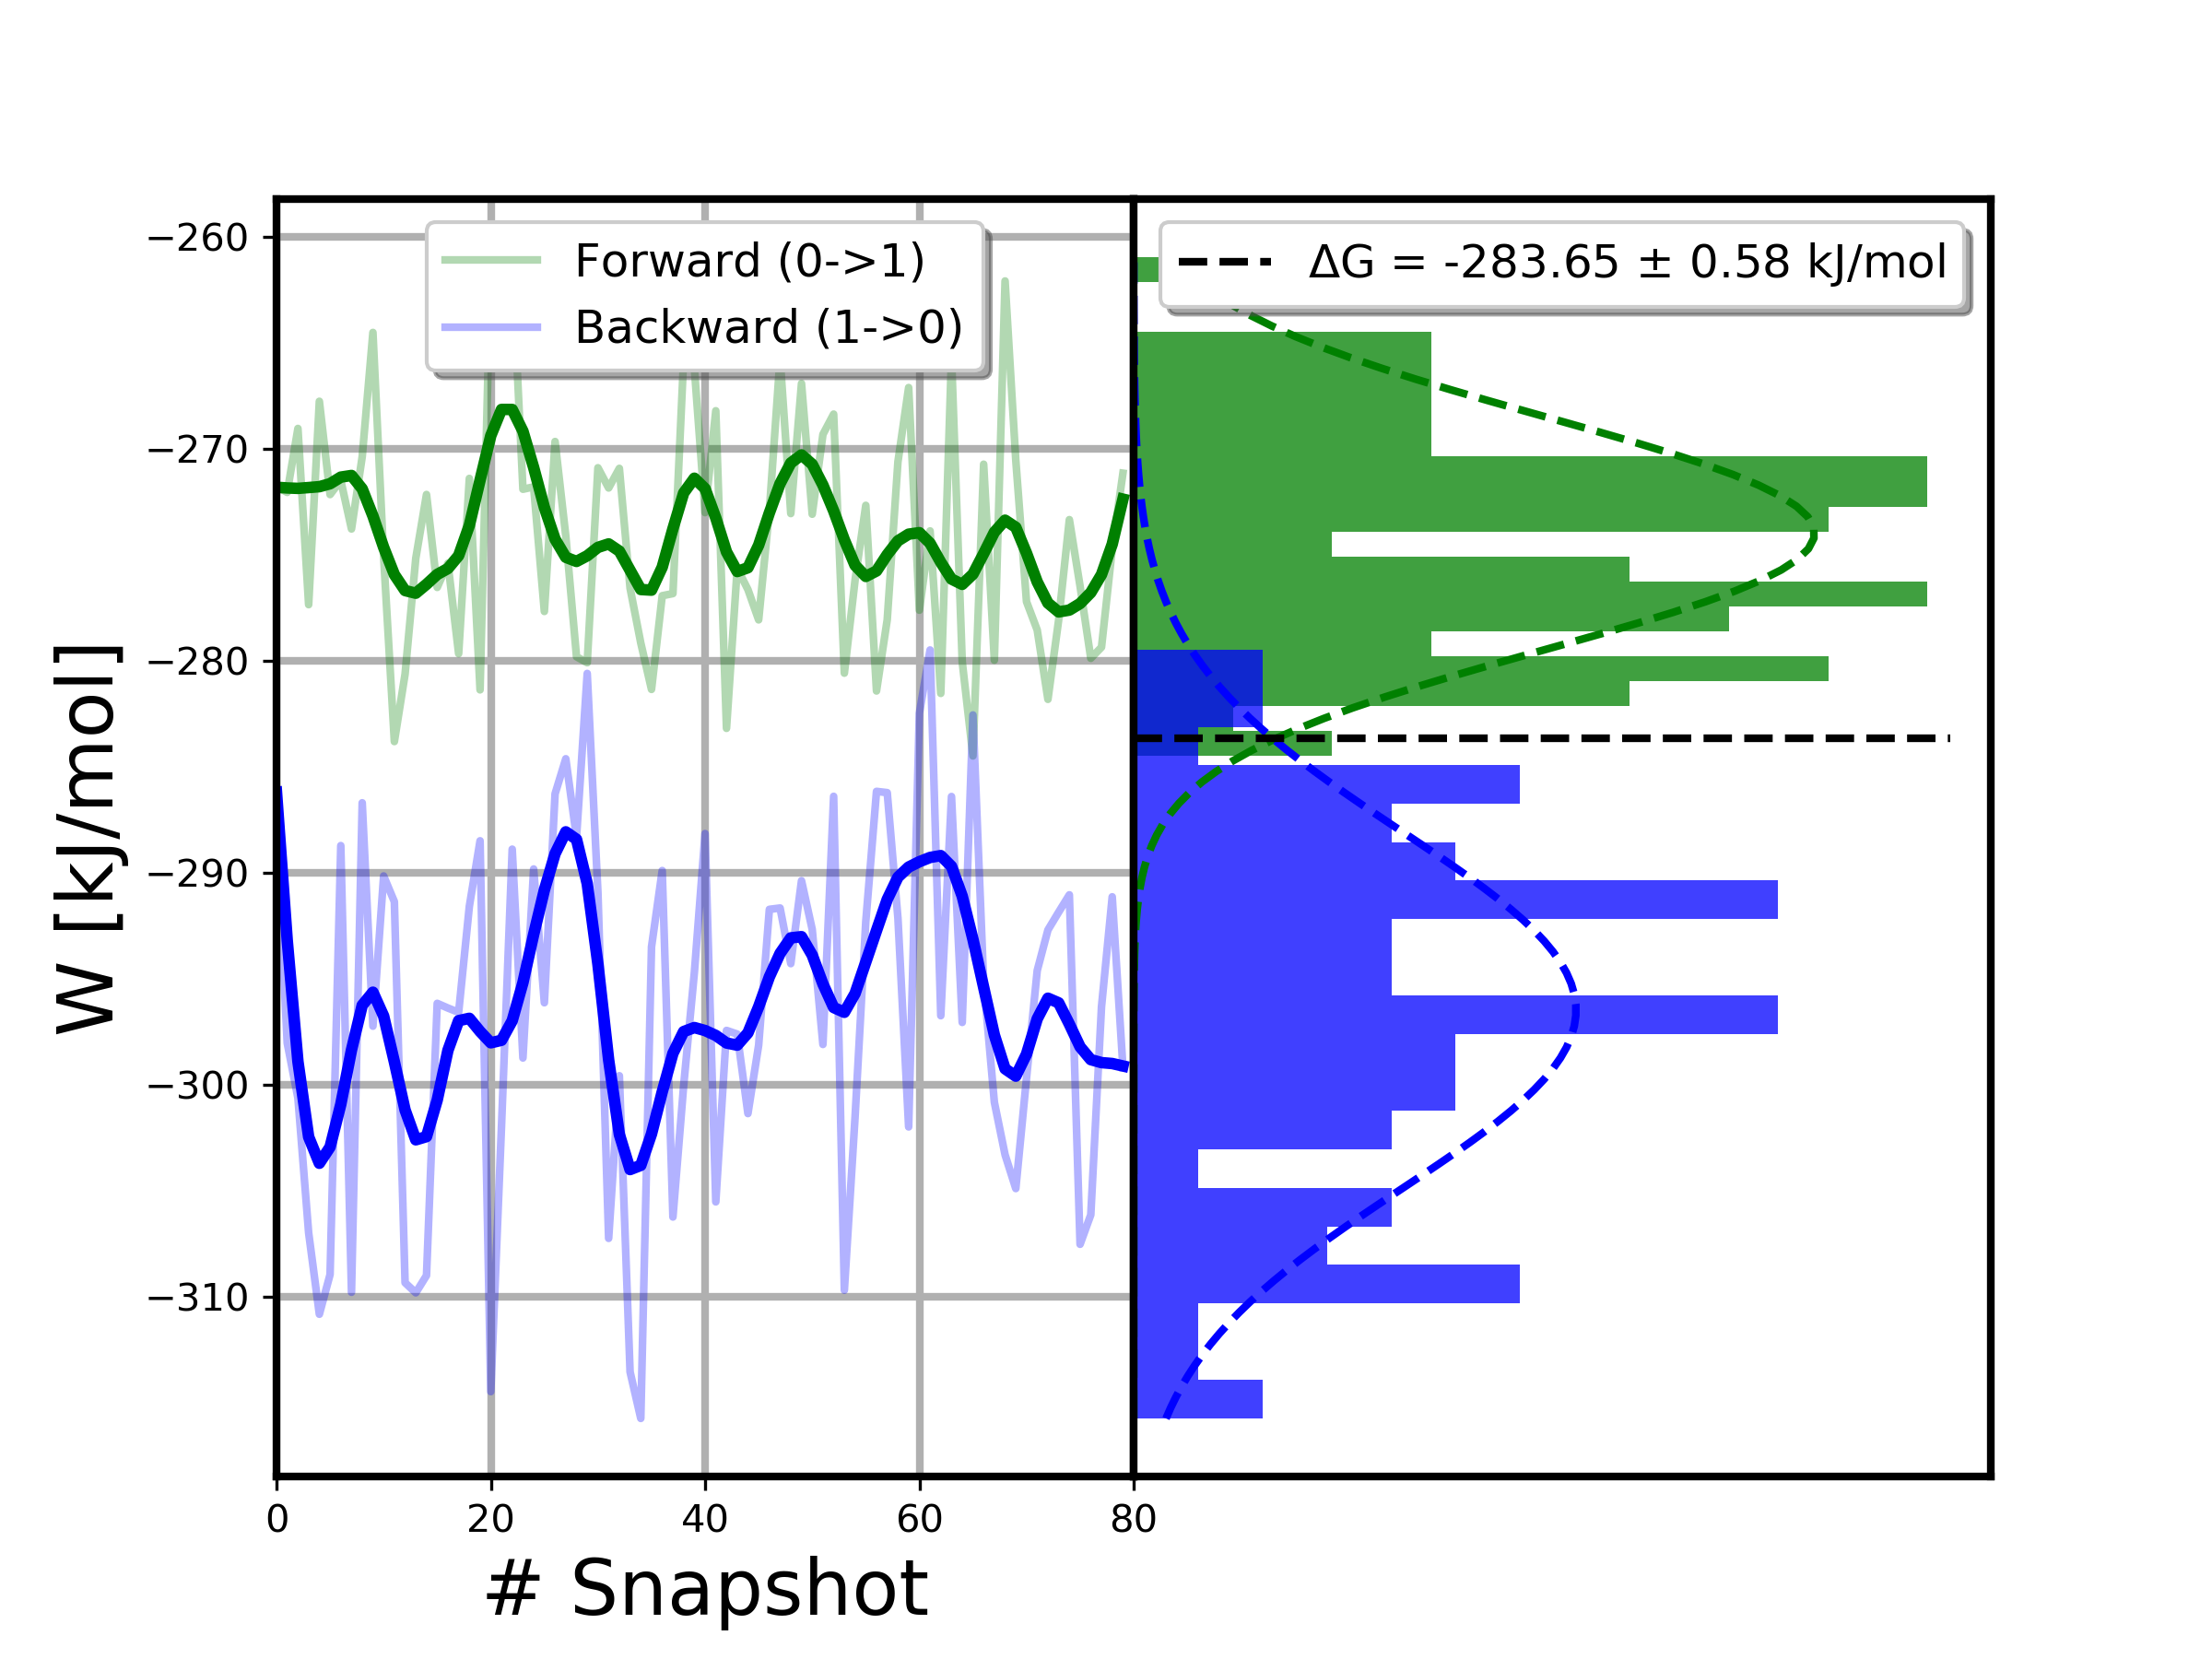 Forward (0->1)
Backward (1->0)
ΔG = -283.65 ± 0.58 kJ/mol
W [kJ/mol]
−260
−270
−280
−290
−300
−310
0 20 40 60 80
# Snapshot